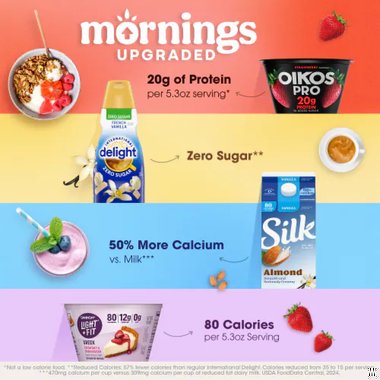 mornings
UPGRADED
20g of Protein
per 5.3oz serving*
STRAWBERRY
OIKOS
PRO
20g
PROTEIN
ZERO SUGAR
FRENCH
VANILLA
INTERNATIONAL
delight
ZERO SUGAR
Zero Sugar**
VANILLA
80
Silk
Almond
50% More Calcium
vs. Milk***
LIGHT
+ FIT
GREEK
80 12g 0g
80 Calories
per 5.3oz Serving
*Not a low calorie food. **Reduced Calories: 57% fewer calories than regular International Delight. Calories reduced from 35 to 15 per serving.
***470mg calcium per cup versus 309mg calcium per cup of reduced fat dairy milk. USDA FoodData Central, 2024.